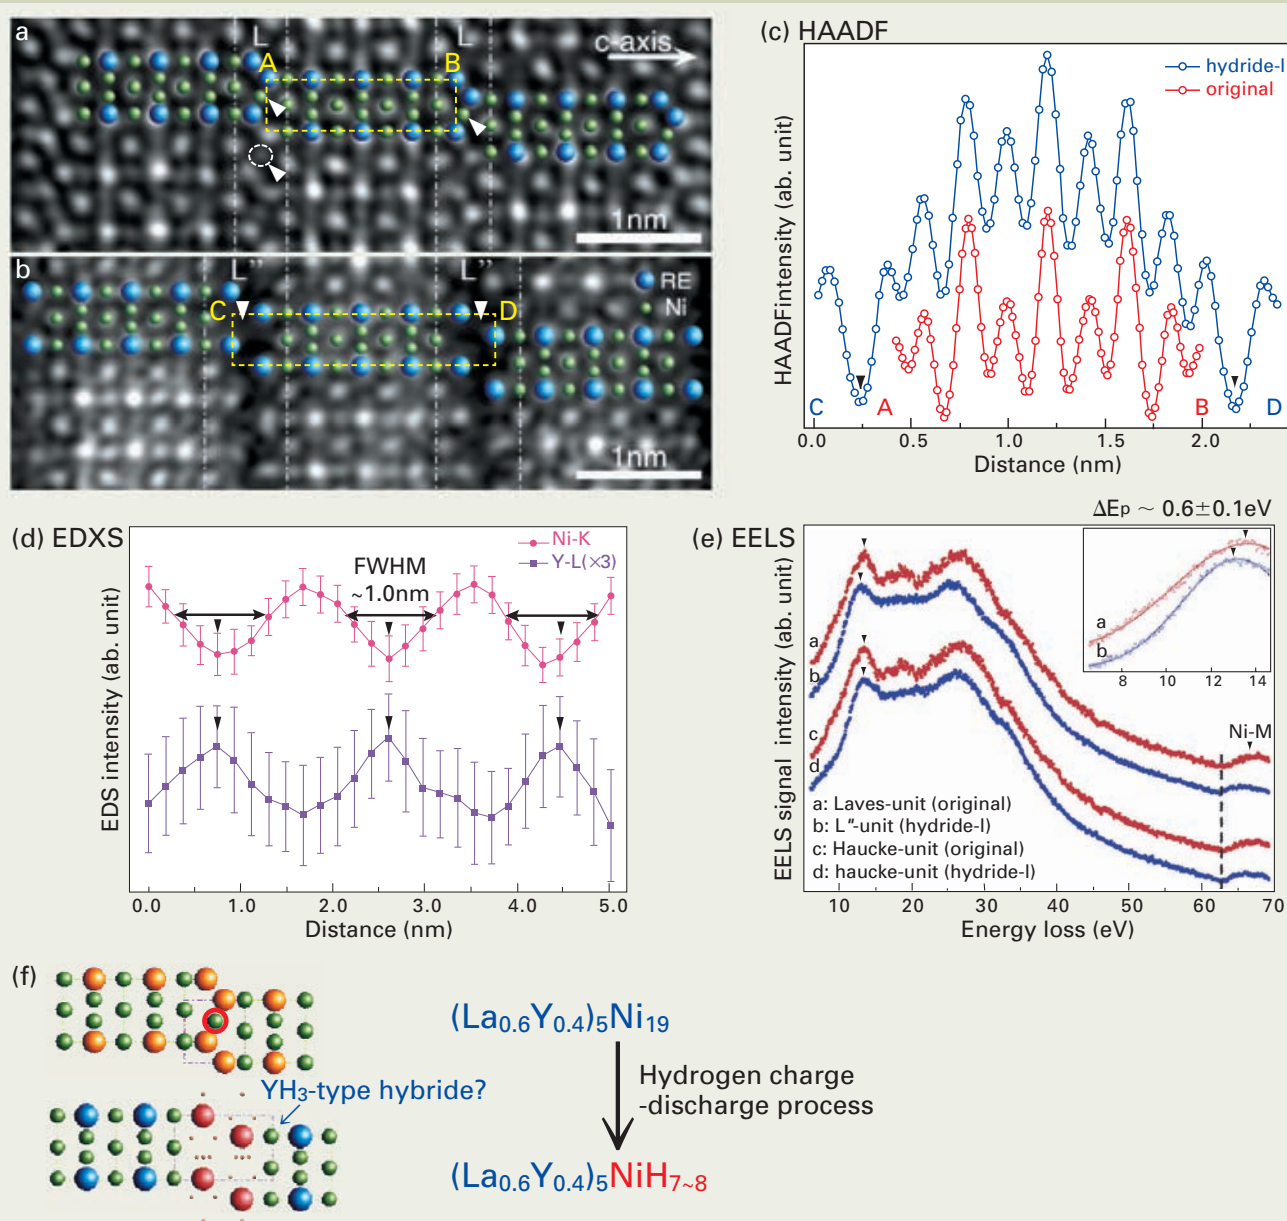 a
L
L
c-axis
A
B
1nm
b
L”
L”
RE
Ni
C
D
1nm
(c) HAADF
hydride-I
original
HAADFintensity (ab. unit)
C
A
B
D
0.0
0.5
1.0
1.5
2.0
Distance (nm)
(d) EDXS
Ni-K
Y-L(×3)
FWHM
~1.0nm
EDS intensity (ab. unit)
0.0
1.0
2.0
3.0
4.0
5.0
Distance (nm)
ΔEp ~ 0.6±0.1eV
(e) EELS
a
b
8
10
12
13
14
a
b
c
d
Ni-M
a: Laves-unit (original)
b: L"-unit (hydride-I)
c: Haucke-unit (original)
d: haucke-unit (hydride-I)
EELS signal intensity (ab. unit)
10
20
30
40
50
60
70
Energy loss (eV)
(f)
YH3-type hybride?
(La0.6Y0.4)5Ni19
Hydrogen charge
-discharge process
(La0.6Y0.4)5NiH7~8